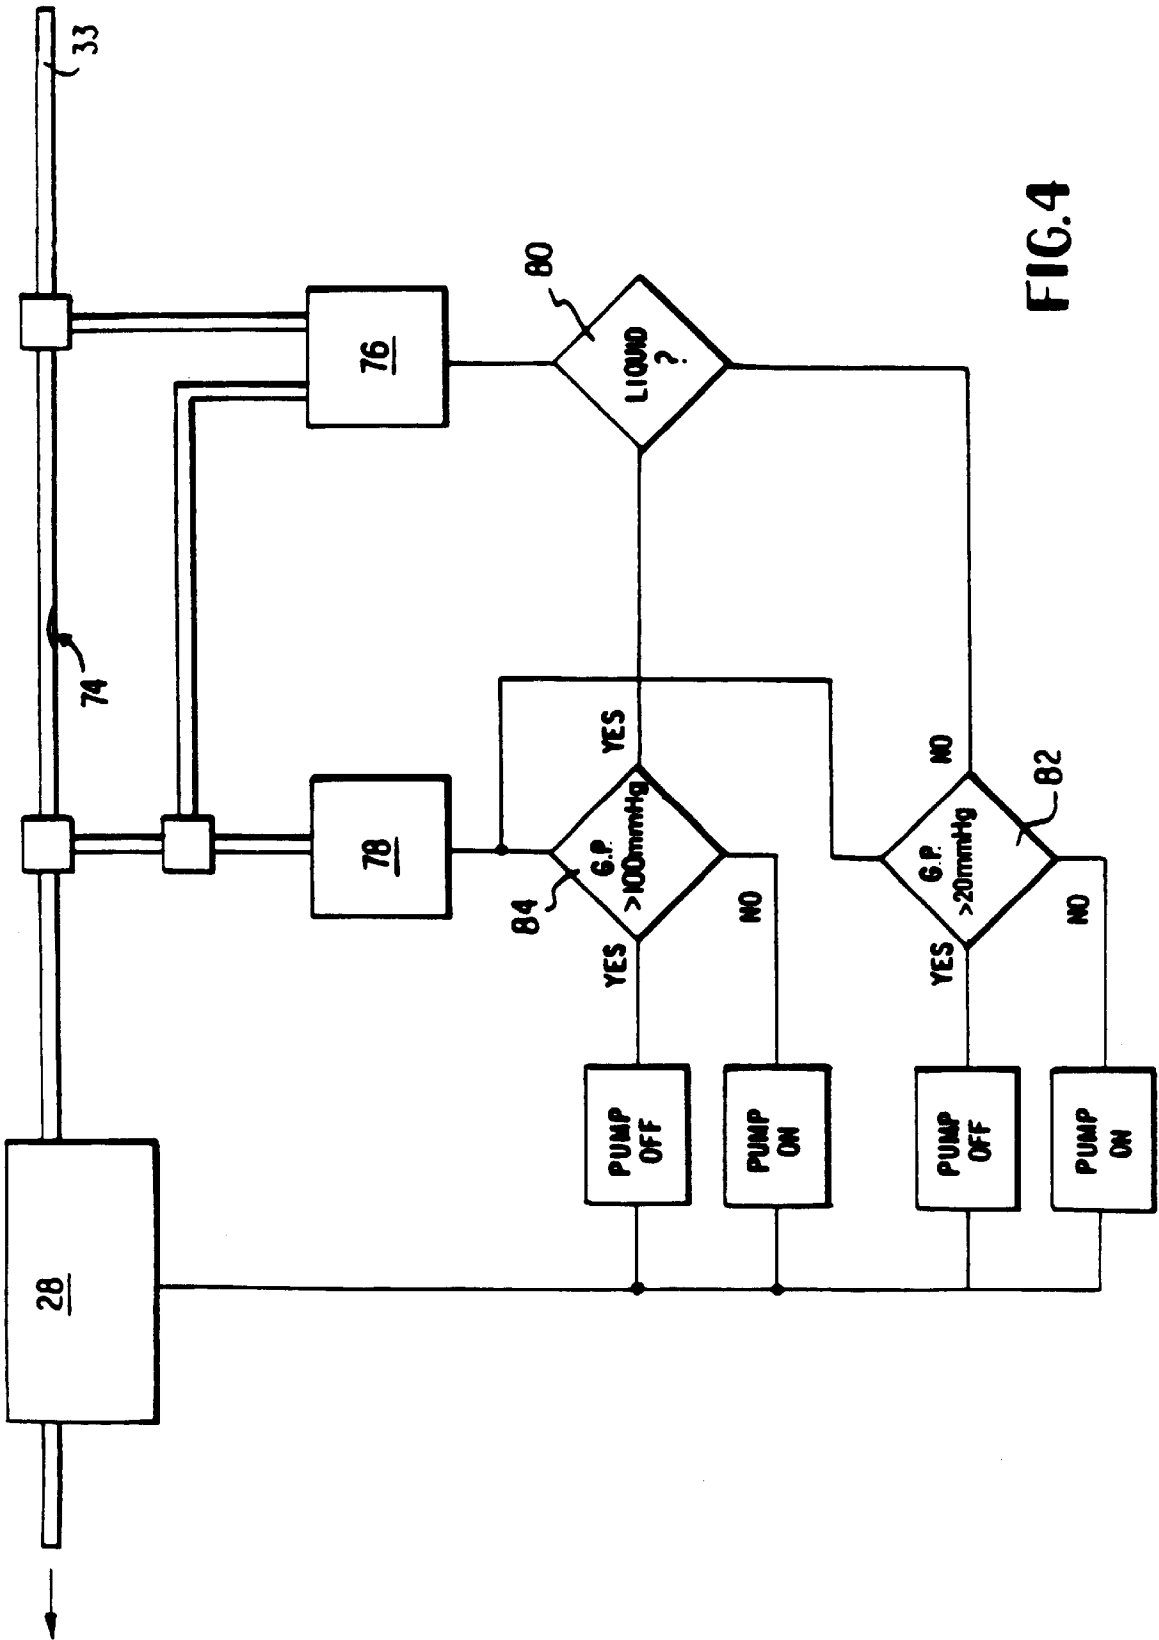 33
74
28
76
78
80
LIQUID
?
YES
NO
84
G.P.
>100mmHg
YES
NO
82
G.P.
>20mmHg
YES
NO
PUMP
OFF
PUMP
ON
PUMP
OFF
PUMP
ON
FIG.4